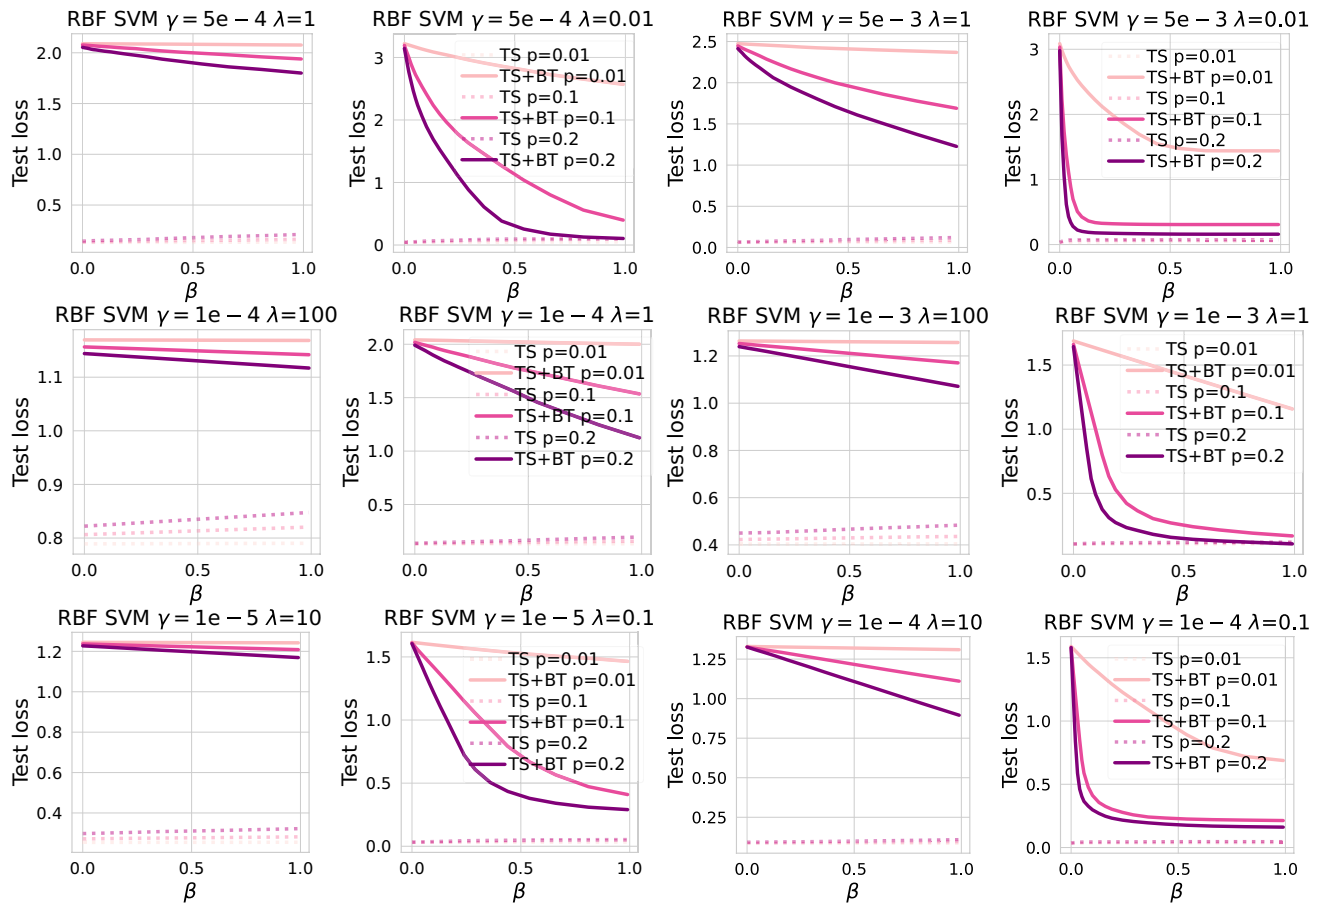 RBF SVM γ = 5e − 4 λ=1
Test loss
2.0
1.5
1.0
0.5
0.0
0.5
1.0
β
RBF SVM γ = 5e − 4 λ=0.01
Test loss
3
2
1
0
TS p=0.01
TS+BT p=0.01
TS p=0.1
TS+BT p=0.1
TS p=0.2
TS+BT p=0.2
0.0
0.5
1.0
β
RBF SVM γ = 5e − 3 λ=1
Test loss
2.5
2.0
1.5
1.0
0.5
0.0
0.0
0.5
1.0
β
RBF SVM γ = 5e − 3 λ=0.01
Test loss
3
2
1
0
TS p=0.01
TS+BT p=0.01
TS p=0.1
TS+BT p=0.1
TS p=0.2
TS+BT p=0.2
0.0
0.5
1.0
β
RBF SVM γ = 1e − 4 λ=100
Test loss
1.1
1.0
0.9
0.8
0.0
0.5
1.0
β
RBF SVM γ = 1e − 4 λ=1
Test loss
2.0
1.5
1.0
0.5
TS p=0.01
TS+BT p=0.01
TS p=0.1
TS+BT p=0.1
TS p=0.2
TS+BT p=0.2
0.0
0.5
1.0
β
RBF SVM γ = 1e − 3 λ=100
Test loss
1.2
1.0
0.8
0.6
0.4
0.0
0.5
1.0
β
RBF SVM γ = 1e − 3 λ=1
Test loss
1.5
1.0
0.5
TS p=0.01
TS+BT p=0.01
TS p=0.1
TS+BT p=0.1
TS p=0.2
TS+BT p=0.2
0.0
0.5
1.0
β
RBF SVM γ = 1e − 5 λ=10
Test loss
1.2
1.0
0.8
0.6
0.4
0.0
0.5
1.0
β
RBF SVM γ = 1e − 5 λ=0.1
Test loss
1.5
1.0
0.5
0.0
TS p=0.01
TS+BT p=0.01
TS p=0.1
TS+BT p=0.1
TS p=0.2
TS+BT p=0.2
0.0
0.5
1.0
β
RBF SVM γ = 1e − 4 λ=10
Test loss
1.25
1.00
0.75
0.50
0.25
0.0
0.5
1.0
β
RBF SVM γ = 1e − 4 λ=0.1
Test loss
1.5
1.0
0.5
0.0
TS p=0.01
TS+BT p=0.01
TS p=0.1
TS+BT p=0.1
TS p=0.2
TS+BT p=0.2
0.0
0.5
1.0
β